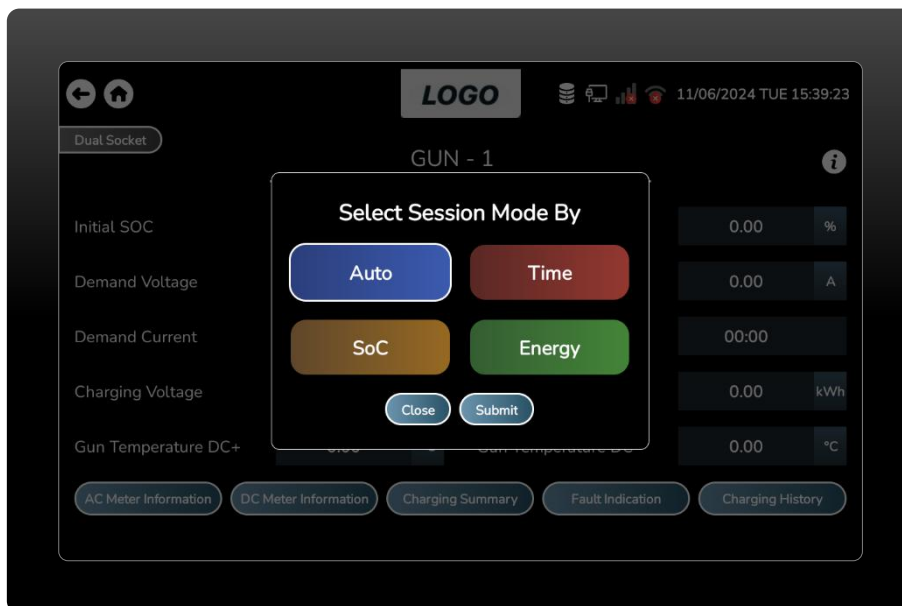 LOGO
11/06/2024 TUE 15:39:23
Dual Socket
GUN - 1
i
Select Session Mode By
Initial SOC
0.00 %
Auto
Time
Demand Voltage
0.00 A
Demand Current
00:00
SoC
Energy
Charging Voltage
0.00 kWh
Close
Submit
Gun Temperature DC+
0.00 °C
AC Meter Information
DC Meter Information
Charging Summary
Fault Indication
Charging History